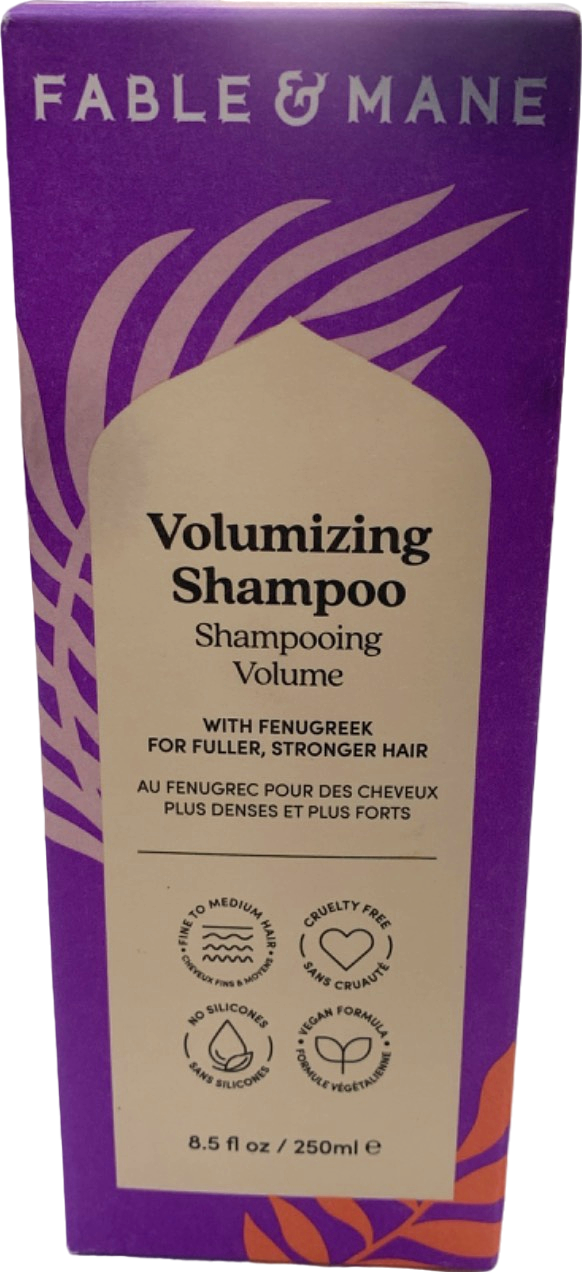 FABLE & MANE
Volumizing
Shampoo
Shampooing
Volume
WITH FENUGREEK
FOR FULLER, STRONGER HAIR
AU FENUGREC POUR DES CHEVEUX
PLUS DENSES ET PLUS FORTS
• FINE TO MEDIUM HAIR •
CHEVEUX FINS & MOYENS
CRUELTY FREE
SANS CRUAUTÉ
NO SILICONES
SANS SILICONES
• VEGAN FORMULA •
FORMULE VÉGÉTALIENNE
8.5 fl oz / 250ml ℮